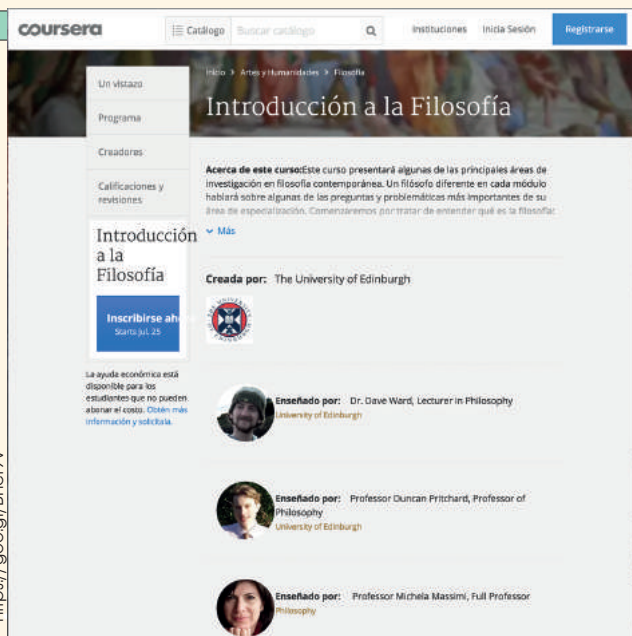 coursera
Catálogo
Buscar catálogo
Instituciones
Inicia Sesión
Registrarse
Un vistazo
Programa
Creadores
Calificaciones y
revisiones
Introducción
a la
Filosofía
Inscribirse aho
Starts Jul. 25
La ayuda económica está
disponible para los
estudiantes que no pueden
abonar el costo. Obtén más
información y solicítala.
Inicio > Artes y Humanidades > Filosofía
Introducción a la Filosofía
Acerca de este curso:Este curso presentará algunas de las principales áreas de
investigación en filosofía contemporánea. Un filósofo diferente en cada módulo
hablará sobre algunas de las preguntas y problemáticas más importantes de su
área de especialización. Comenzaremos por tratar de entender qué es la filosofía:
Más
Creada por: The University of Edinburgh
Enseñado por: Dr. Dave Ward, Lecturer in Philosophy
University of Edinburgh
Enseñado por: Professor Duncan Pritchard, Professor of
Philosophy
University of Edinburgh
Enseñado por: Professor Michela Massimi, Full Professor
Philosophy